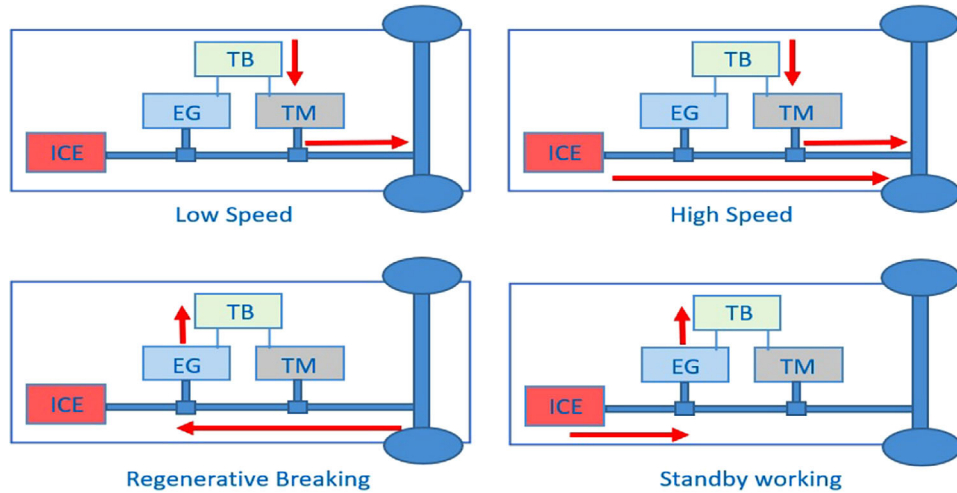 TB
EG TM
ICE
Low Speed
TB
EG TM
ICE
High Speed
TB
EG TM
ICE
Regenerative Breaking
TB
EG TM
ICE
Standby working